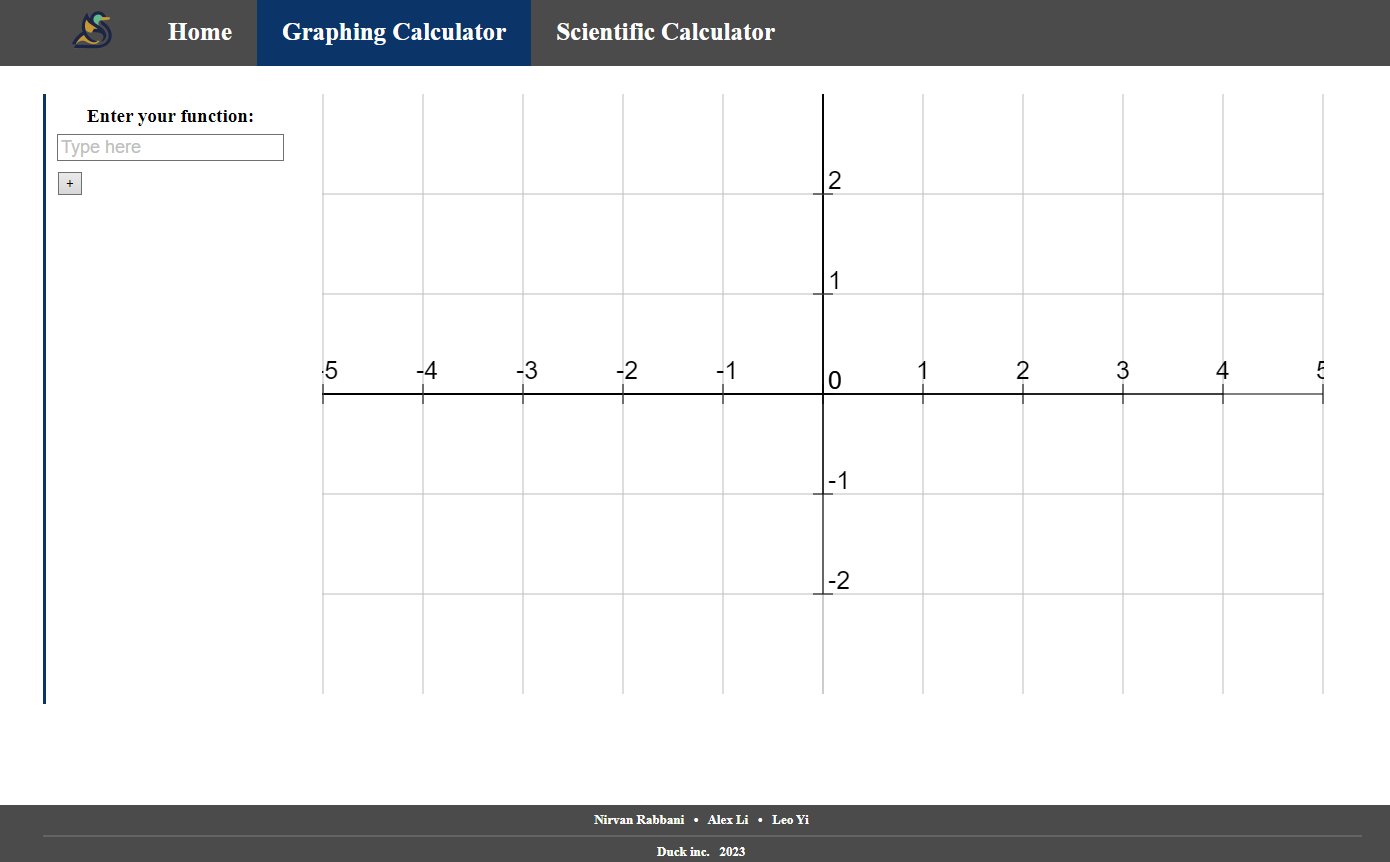 Home Graphing Calculator Scientific Calculator
Enter your function:
Type here
+
2
1
-5 -4 -3 -2 -1 0 1 2 3 4 5
-1
-2
Nirvan Rabbani • Alex Li • Leo Yi
Duck inc. 2023